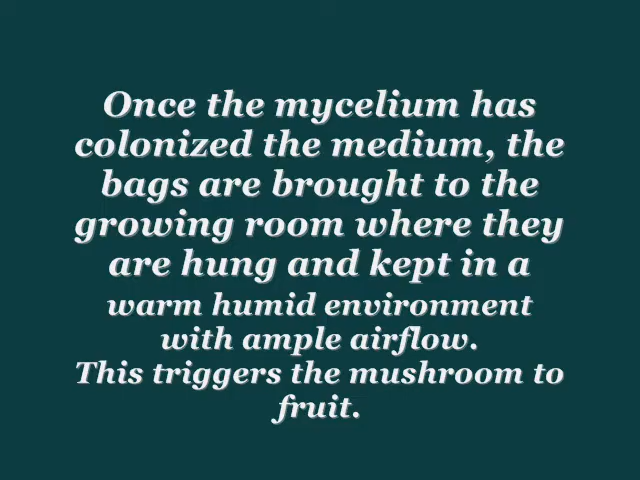 Once the mycelium has
colonized the medium, the
bags are brought to the
growing room where they
are hung and kept in a
warm humid environment
with ample airflow.
This triggers the mushroom to
fruit.